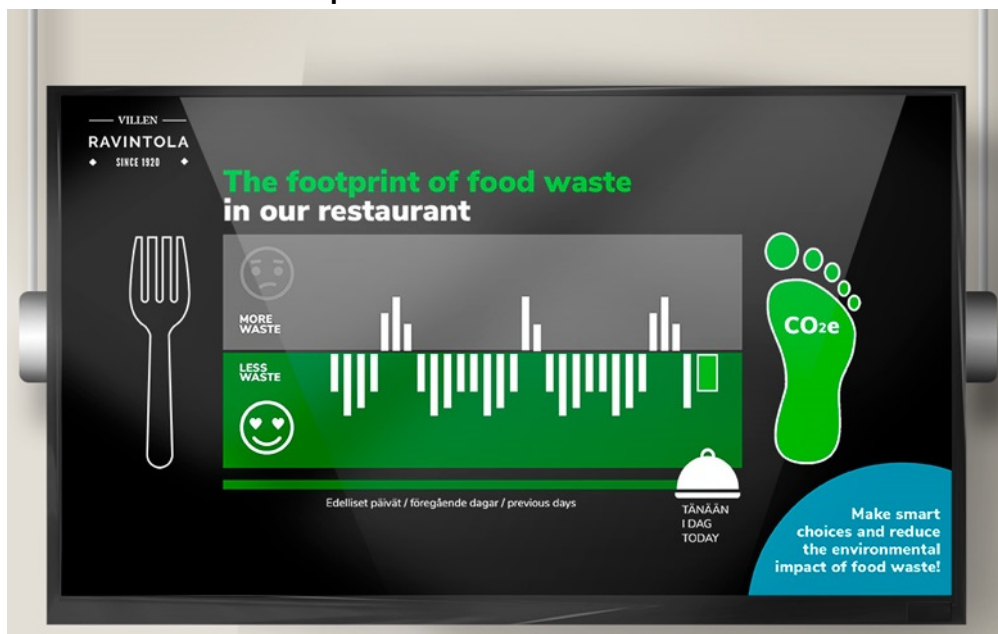 VILLEN
RAVINTOLA
SINCE 1920
The footprint of food waste
in our restaurant
MORE
WASTE
LESS
WASTE
CO2e
Edelliset päivät / föregående dagar / previous days
TÄNÄÄN
I DAG
TODAY
Make smart
choices and reduce
the environmental
impact of food waste!